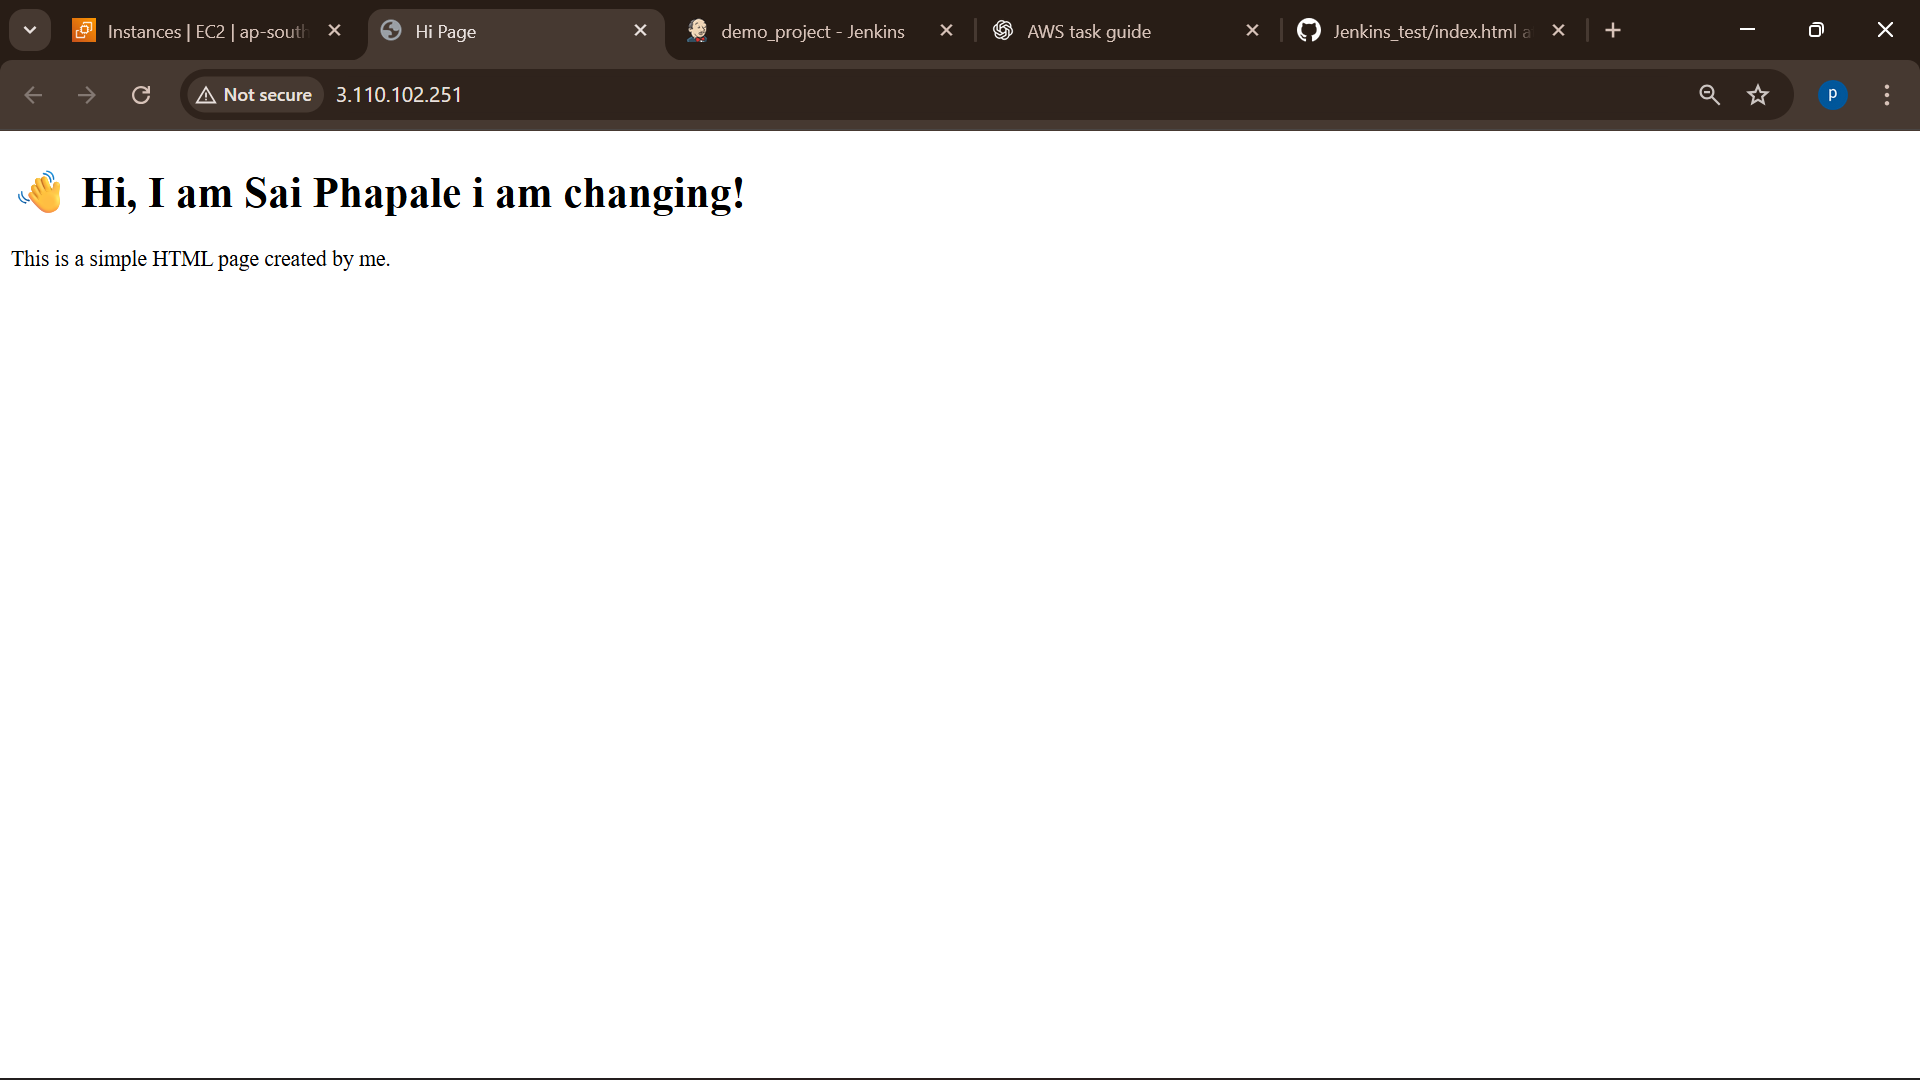 Instances | EC2 | ap-south
Hi Page
demo_project - Jenkins
AWS task guide
Jenkins_test/index.html a
Not secure
3.110.102.251
p
👋 Hi, I am Sai Phapale i am changing!
This is a simple HTML page created by me.